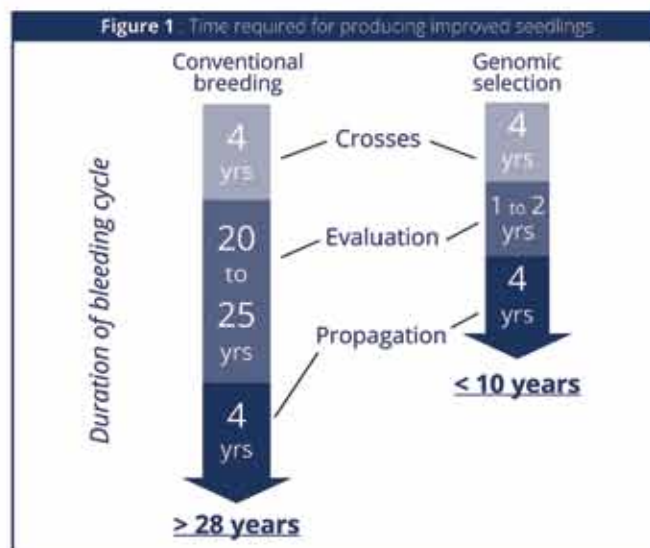 Figure 1 : Time required for producing improved seedlings
Conventional
breeding
Genomic
selection
Duration of bleeding cycle
4
yrs
Crosses
4
yrs
20
to
25
yrs
Evaluation
1 to 2
yrs
4
yrs
Propagation
4
yrs
> 28 years
< 10 years